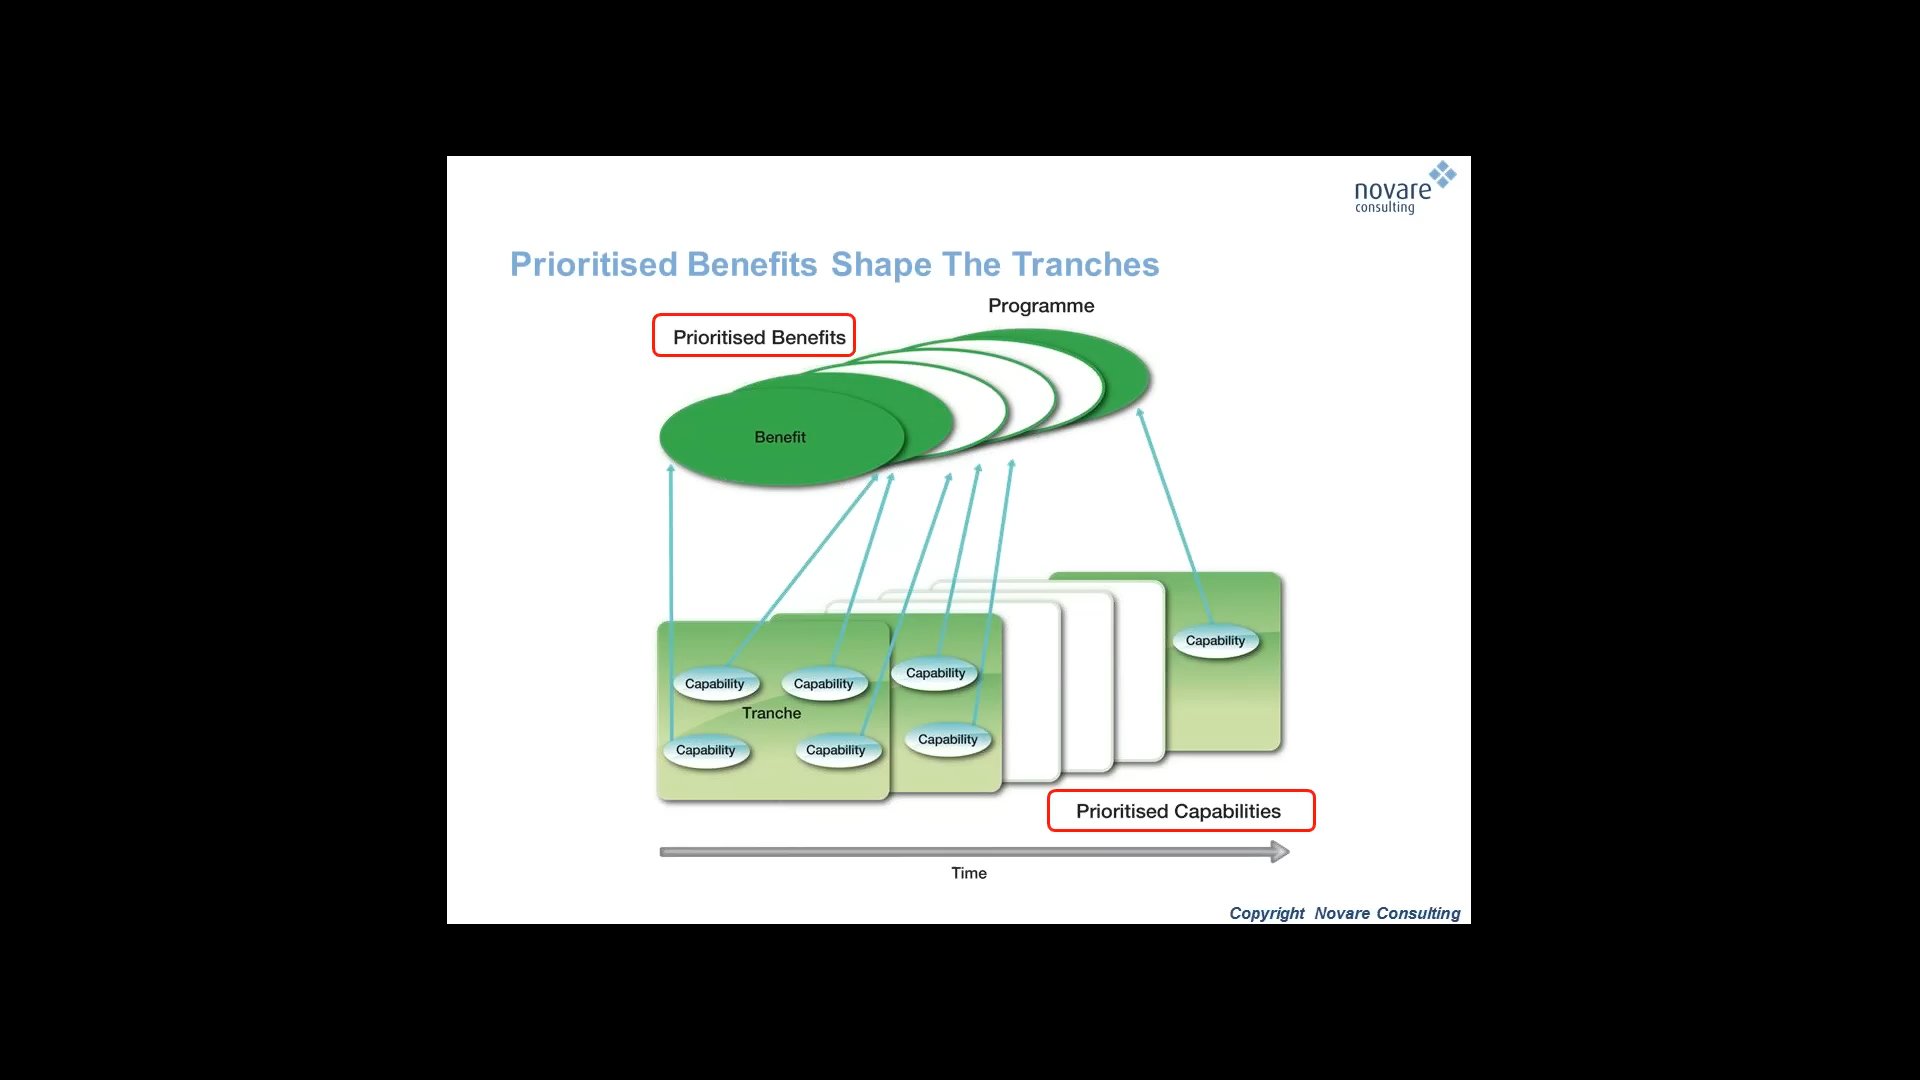 novare
consulting
Prioritised Benefits Shape The Tranches
Programme
Prioritised Benefits
Benefit
Capability
Capability
Capability
Capability
Tranche
Capability
Capability
Capability
Prioritised Capabilities
Time
Copyright Novare Consulting